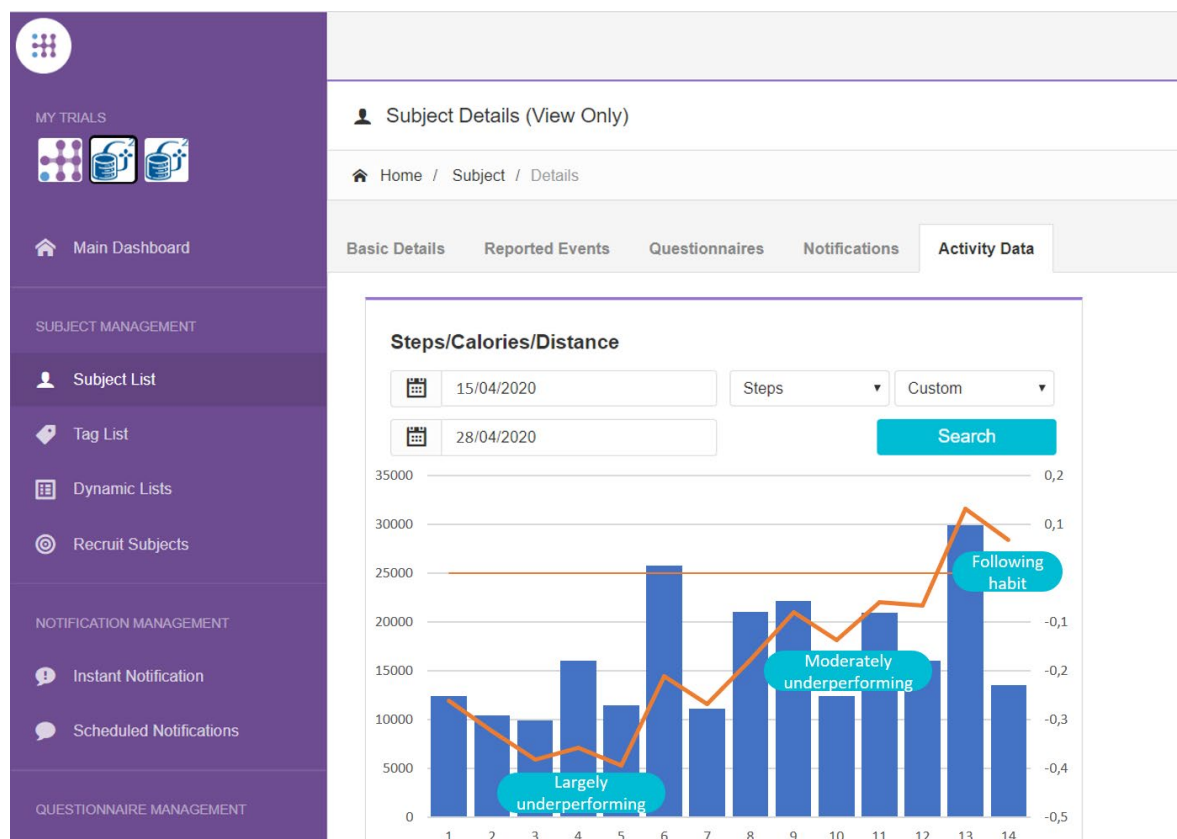 MY TRIALS
Main Dashboard
SUBJECT MANAGEMENT
Subject List
Tag List
Dynamic Lists
Recruit Subjects
NOTIFICATION MANAGEMENT
Instant Notification
Scheduled Notifications
QUESTIONNAIRE MANAGEMENT
Subject Details (View Only)
Home / Subject / Details
Basic Details Reported Events Questionnaires Notifications Activity Data
Steps/Calories/Distance
15/04/2020 Steps Custom
28/04/2020 Search
35000 0,2
30000 0,1
25000
20000 -0,1
15000 -0,2
10000 -0,3
5000 -0,4
0 -0,5
Following
habit
Moderately
underperforming
Largely
underperforming
1 2 3 4 5 6 7 8 9 10 11 12 13 14